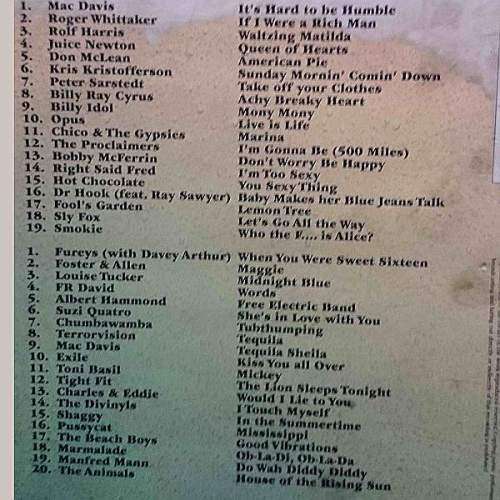 1. Mac Davis It's Hard to be Humble
2. Roger Whittaker If I Were a Rich Man
3. Rolf Harris Waltzing Matilda
4. Juice Newton Queen of Hearts
5. Don McLean American Pie
6. Kris Kristofferson Sunday Mornin' Comin' Down
7. Peter Sarstedt Take off your Clothes
8. Billy Ray Cyrus Achy Breaky Heart
9. Billy Idol Mony Mony
10. Opus Live is Life
11. Chico & The Gypsies Marina
12. The Proclaimers I'm Gonna Be (500 Miles)
13. Bobby McFerrin Don't Worry Be Happy
14. Right Said Fred I'm Too Sexy
15. Hot Chocolate You Sexy Thing
16. Dr Hook (feat. Ray Sawyer) Baby Makes her Blue Jeans Talk
17. Fool's Garden Lemon Tree
18. Sly Fox Let's Go All the Way
19. Smokie Who the F.... is Alice?
1. Fureys (with Davey Arthur) When You Were Sweet Sixteen
2. Foster & Allen Maggie
3. Louise Tucker Midnight Blue
4. FR David Words
5. Albert Hammond Free Electric Band
6. Suzi Quatro She's in Love with You
7. Chumbawamba Tubthumping
8. Terrorvision Tequila
9. Mac Davis Tequila Sheila
10. Exile Kiss You all Over
11. Toni Basil Mickey
12. Tight Fit The Lion Sleeps Tonight
13. Charles & Eddie Would I Lie to You
14. The Divinyls I Touch Myself
15. Shaggy In the Summertime
16. Pussycat Mississippi
17. The Beach Boys Good Vibrations
18. Marmalade Ob-La-Di, Ob-La-Da
19. Manfred Mann Do Wah Diddy Diddy
20. The Animals House of the Rising Sun